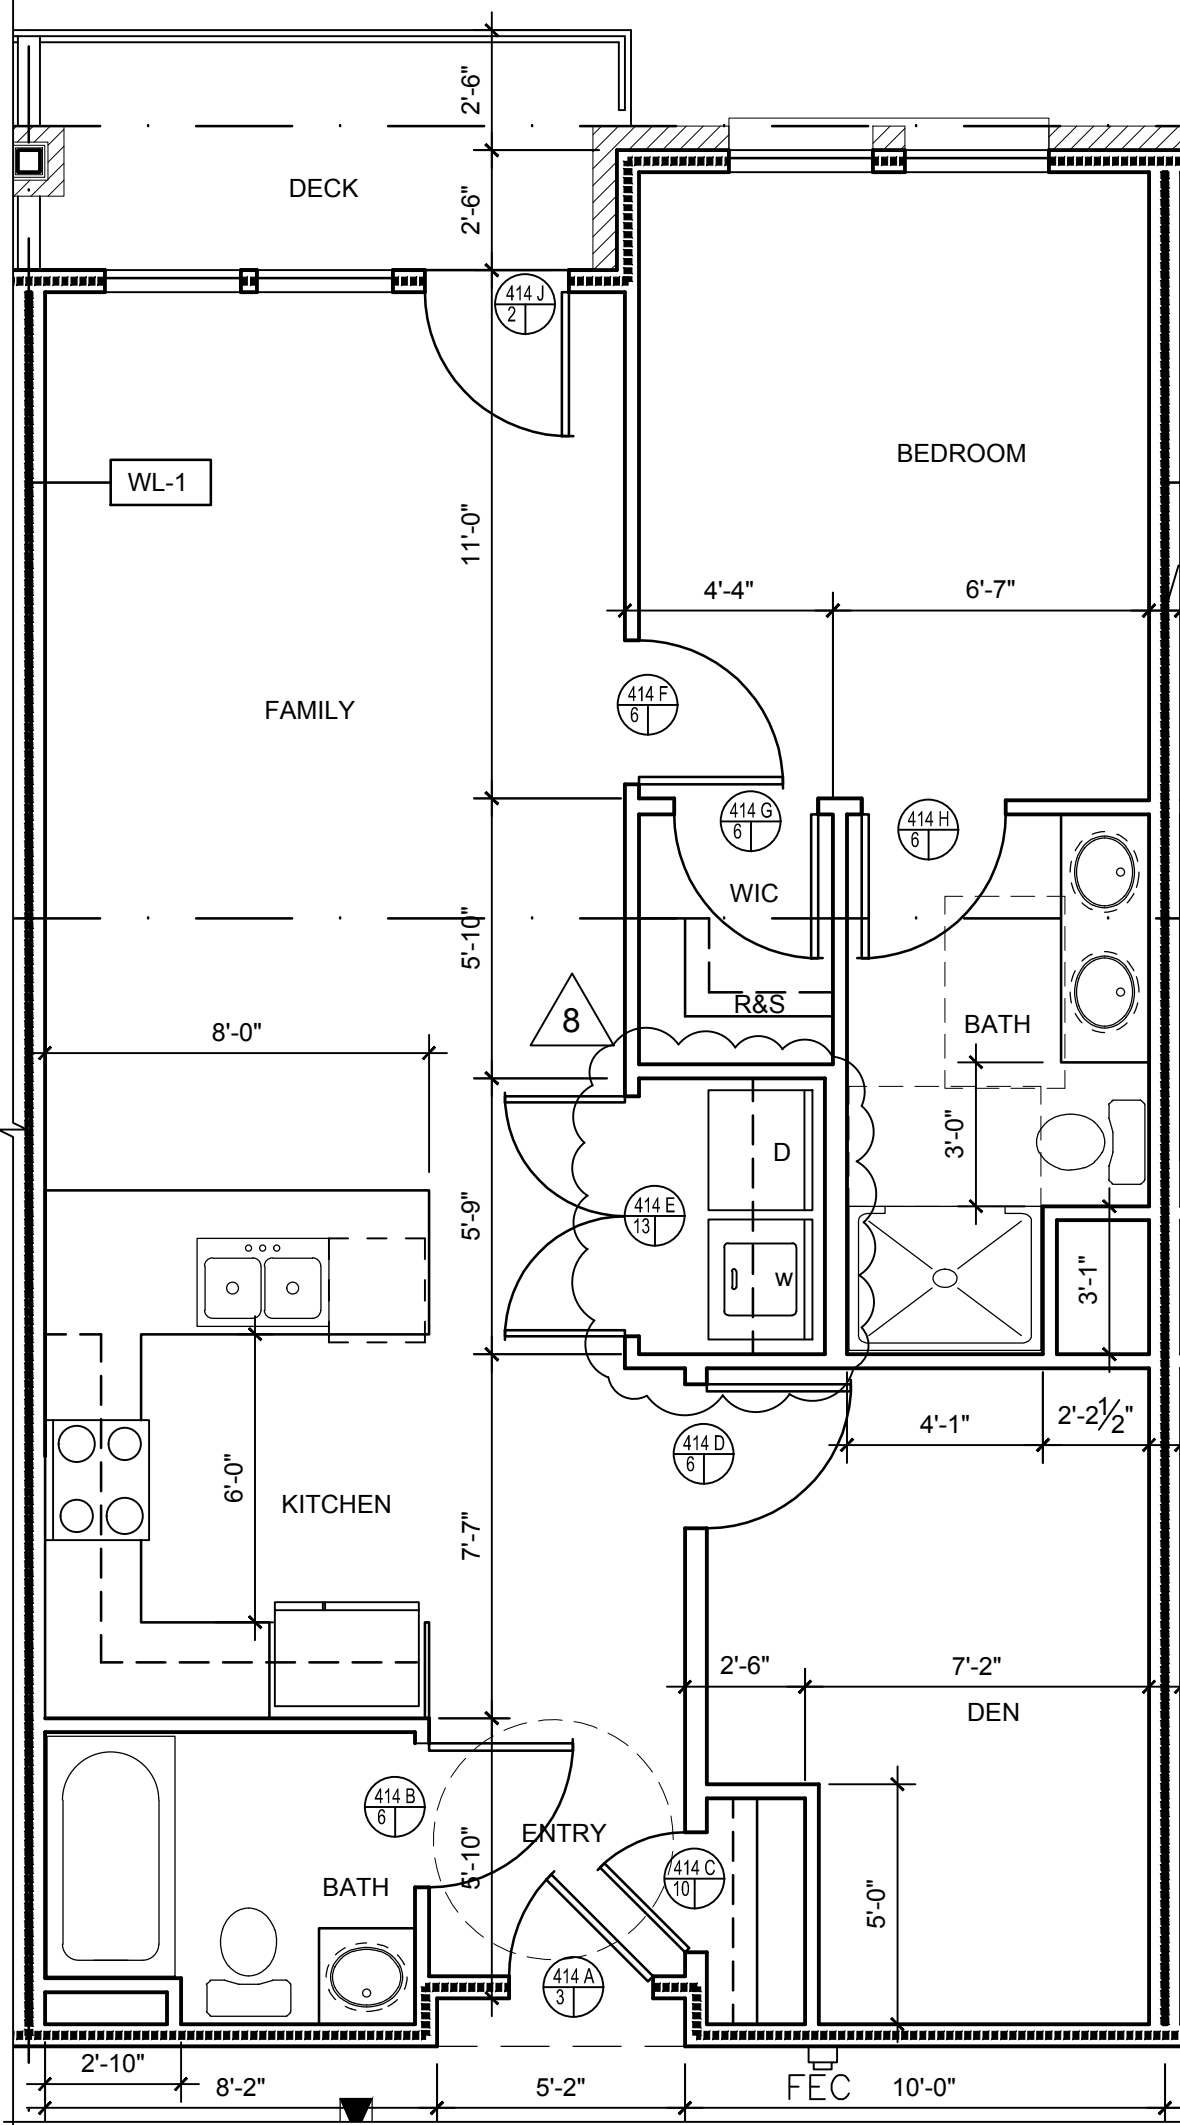 2'-6"
DECK
2'-6"
414 J
2
BEDROOM
WL-1
11'-0"
4'-4"
6'-7"
FAMILY
414 F
6
414 G
6
414 H
6
WIC
5'-10"
R&S
8
BATH
8'-0"
3'-0"
D
414 E
13
5'-9"
W
3'-1"
4'-1"
2'-2½"
414 D
6
6'-0"
KITCHEN
7'-7"
2'-6"
7'-2"
DEN
414 B
6
ENTRY
5'-10"
414 C
10
BATH
5'-0"
414 A
3
2'-10"
8'-2"
5'-2"
FEC
10'-0"